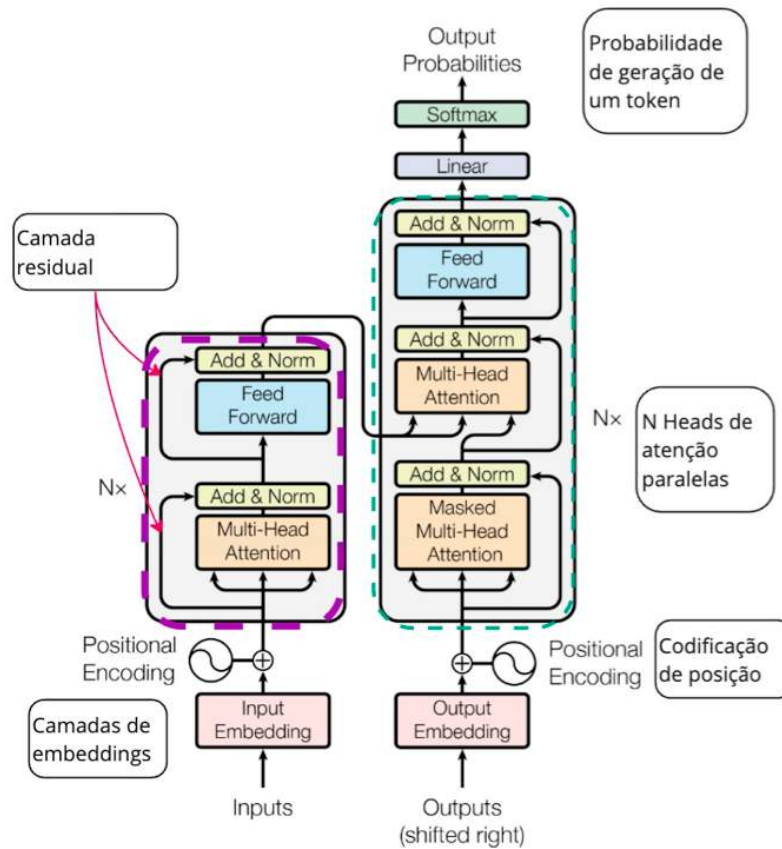 Output
Probabilities
Probabilidade
de geração de
um token
Softmax
Linear
Camada
residual
Add & Norm
Feed
Forward
Add & Norm
Multi-Head
Attention
Nx
N Heads de
atenção
paralelas
Add & Norm
Masked
Multi-Head
Attention
Add & Norm
Feed
Forward
Nx
Add & Norm
Multi-Head
Attention
Positional
Encoding
Positional
Encoding
Codificação
de posição
Camadas de
embeddings
Input
Embedding
Output
Embedding
Inputs
Outputs
(shifted right)